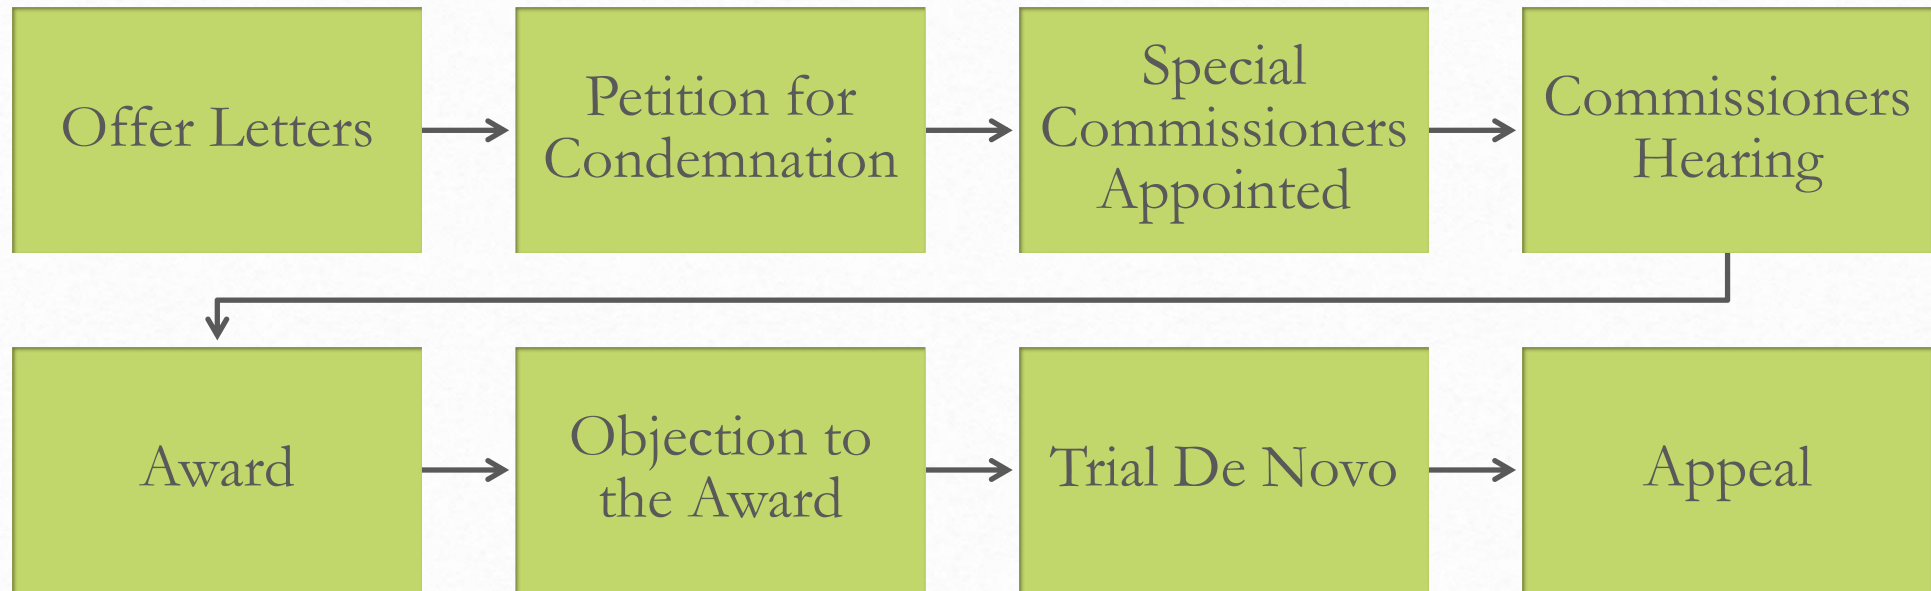 Offer Letters
Petition for
Condemnation
Special
Commissioners
Appointed
Commissioners
Hearing
Award
Objection to
the Award
Trial De Novo
Appeal